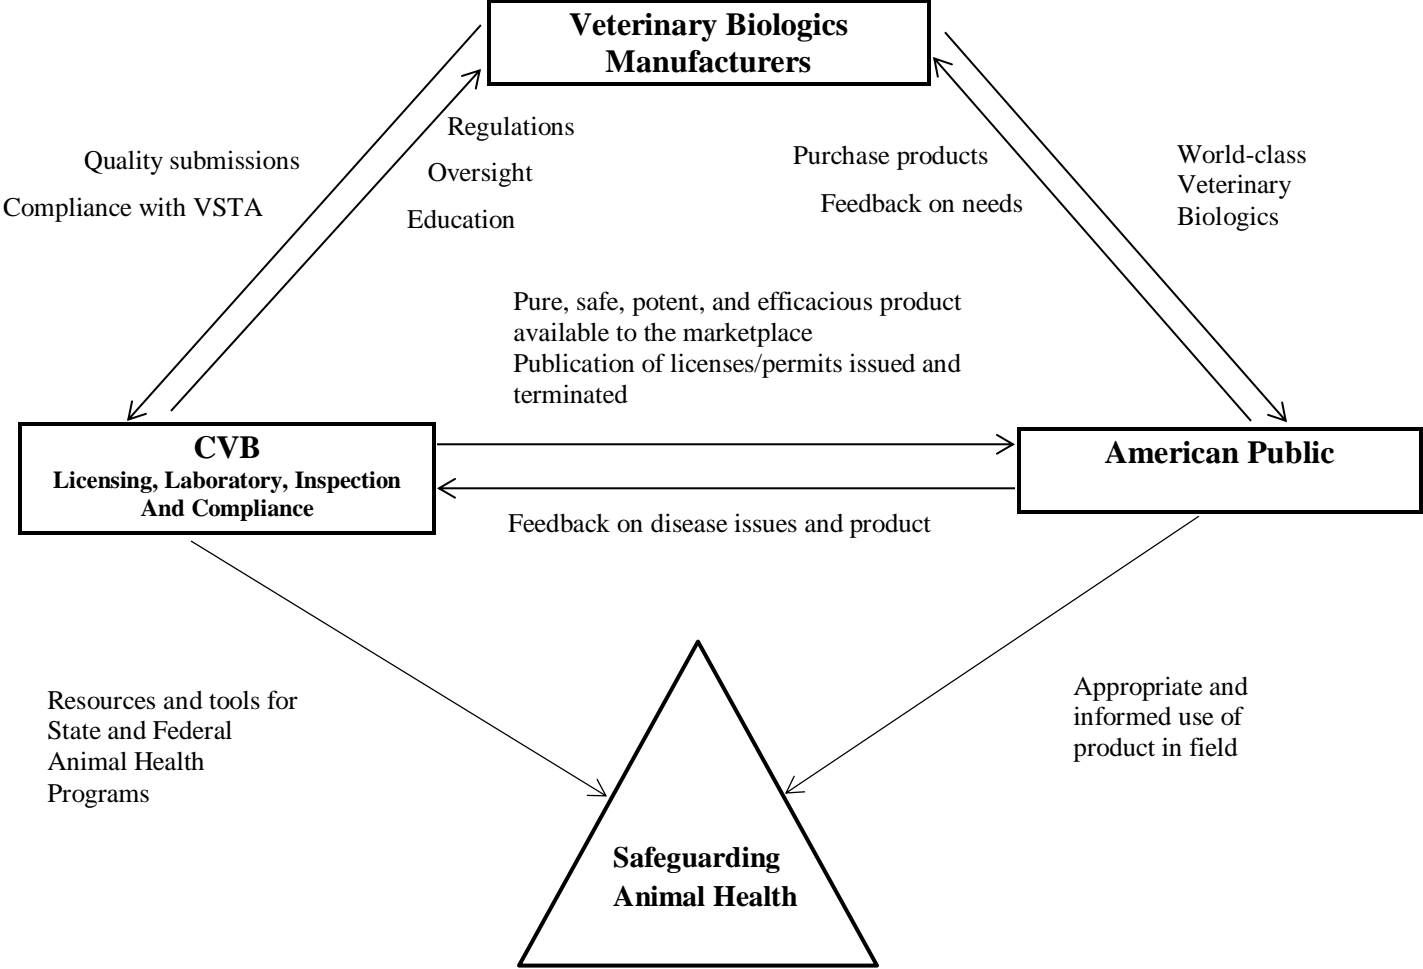 Veterinary Biologics
Manufacturers
Regulations
Oversight
Education
Quality submissions
Compliance with VSTA
Purchase products
Feedback on needs
World-class
Veterinary
Biologics
Pure, safe, potent, and efficacious product
available to the marketplace
Publication of licenses/permits issued and
terminated
CVB
Licensing, Laboratory, Inspection
And Compliance
American Public
Feedback on disease issues and product
Resources and tools for
State and Federal
Animal Health
Programs
Appropriate and
informed use of
product in field
Safeguarding
Animal Health